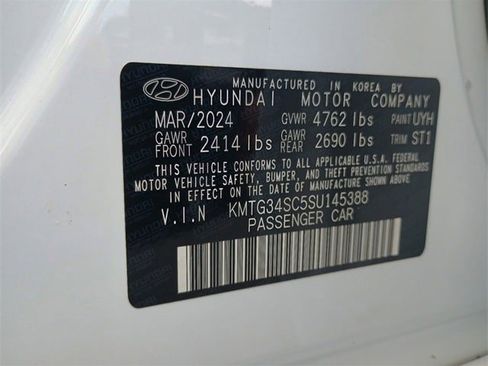 MANUFACTURED IN KOREA BY
HYUNDAI MOTOR COMPANY
MAR/2024 GVWR 4762 lbs PAINT UYH
GAWR FRONT 2414 lbs GAWR REAR 2690 lbs TRIM ST1
THIS VEHICLE CONFORMS TO ALL APPLICABLE U.S.A. FEDERAL
MOTOR VEHICLE SAFETY, BUMPER, AND THEFT PREVENTION STANDARDS
IN EFFECT ON THE DATE OF MANUFACTURE SHOWN ABOVE.
V.I.N KMTG34SC5SU145388
PASSENGER CAR